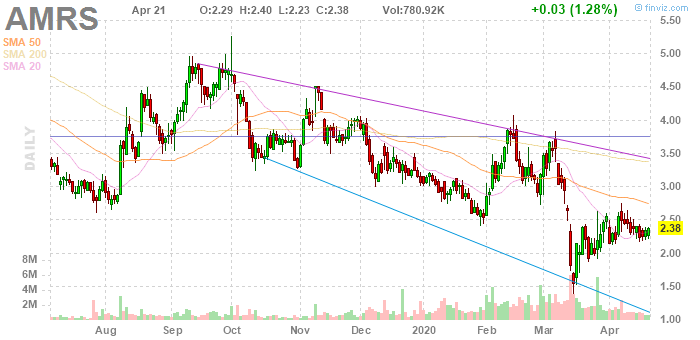 AMRS
Apr 21 O:2.29 H:2.40 L:2.23 C:2.38 Vol:780.92K +0.03 (1.28%)
© finviz.com
SMA 50
SMA 200
SMA 20
DAILY
5.50
5.00
4.50
4.00
3.50
3.00
2.50
2.38
2.00
1.50
1.00
8M
6M
4M
2M
Aug Sep Oct Nov Dec 2020 Feb Mar Apr